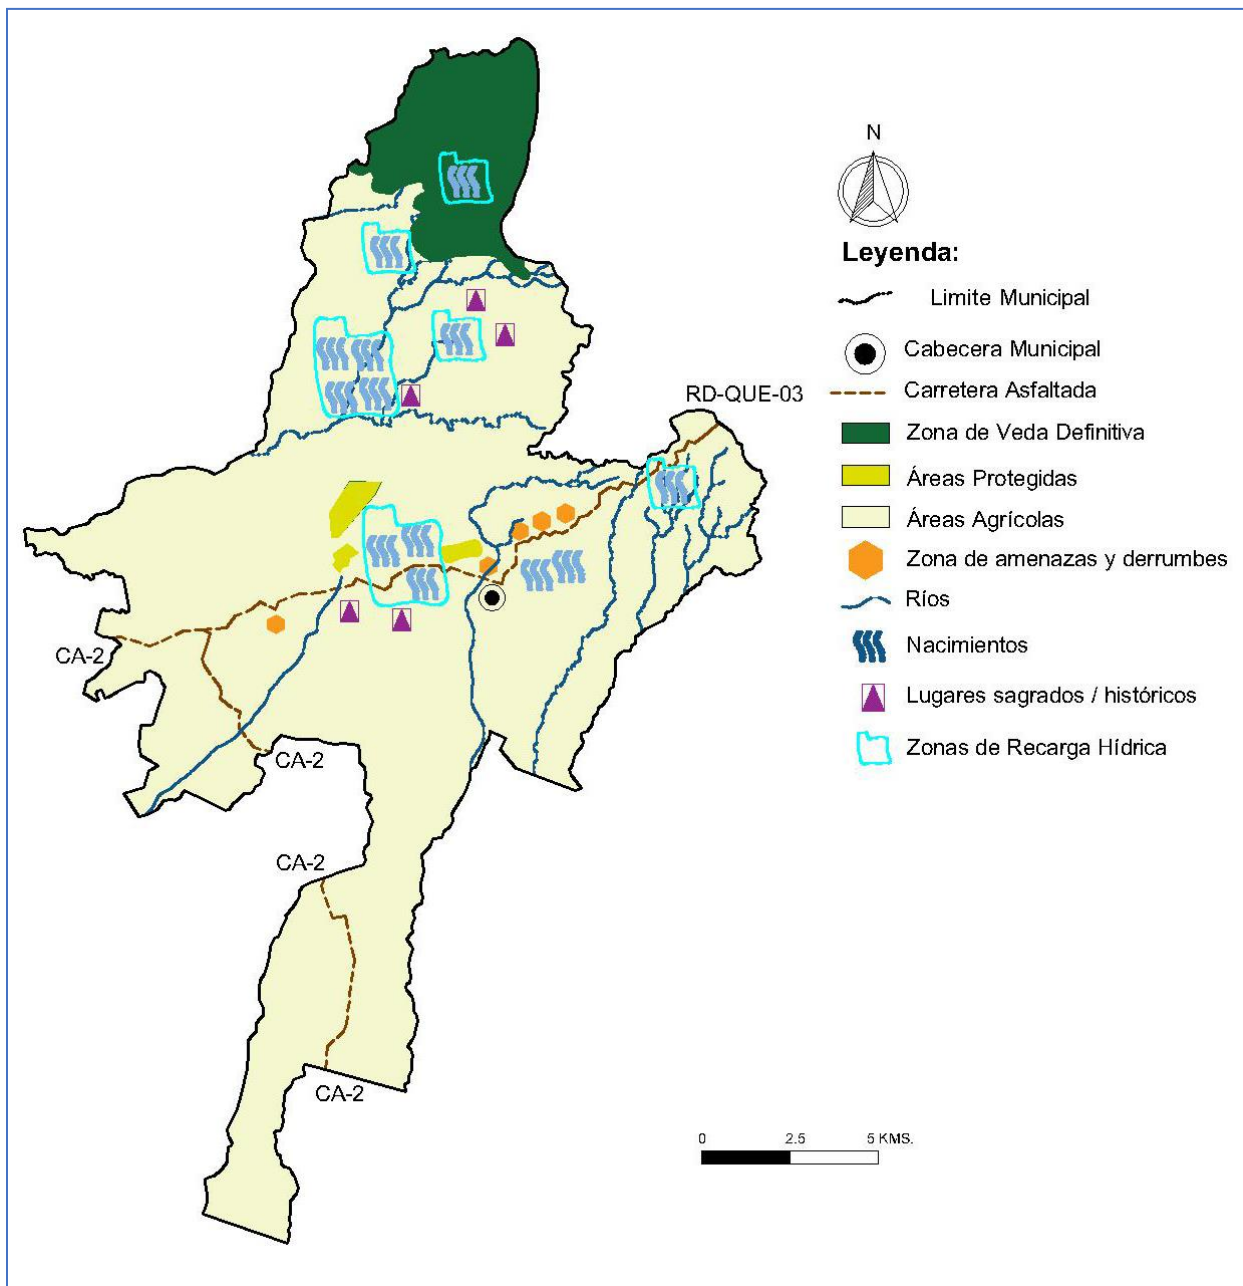 N
Leyenda:
Limite Municipal
Cabecera Municipal
RD-QUE-03
Carretera Asfaltada
Zona de Veda Definitiva
Áreas Protegidas
Áreas Agrícolas
Zona de amenazas y derrumbes
Ríos
Nacimientos
CA-2
Lugares sagrados / históricos
Zonas de Recarga Hídrica
CA-2
CA-2
CA-2
0 2.5 5 KMS.